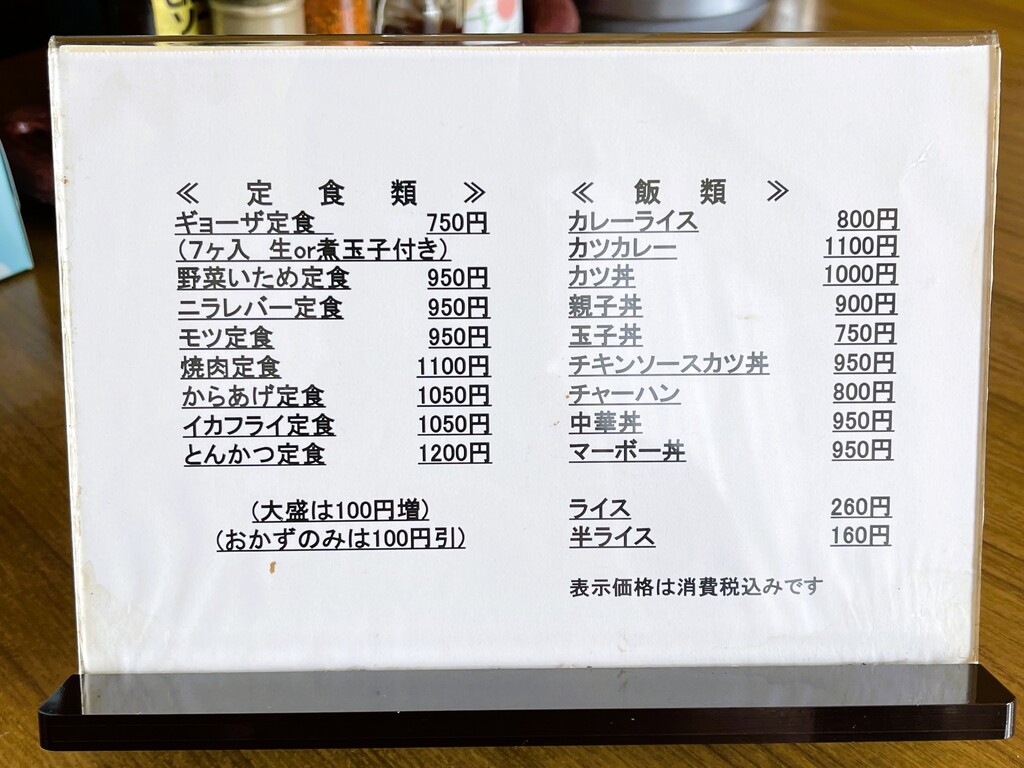 ≪ 定 食 類 ≫
ギョーザ定食 750円
(7ヶ入 生or煮玉子付き)
野菜いため定食 950円
ニラレバー定食 950円
モツ定食 950円
焼肉定食 1100円
からあげ定食 1050円
イカフライ定食 1050円
とんかつ定食 1200円
(大盛は100円増)
(おかずのみは100円引)
≪ 飯 類 ≫
カレーライス 800円
カツカレー 1100円
カツ丼 1000円
親子丼 900円
玉子丼 750円
チキンソースカツ丼 950円
チャーハン 800円
中華丼 950円
マーボー丼 950円
ライス 260円
半ライス 160円
表示価格は消費税込みです